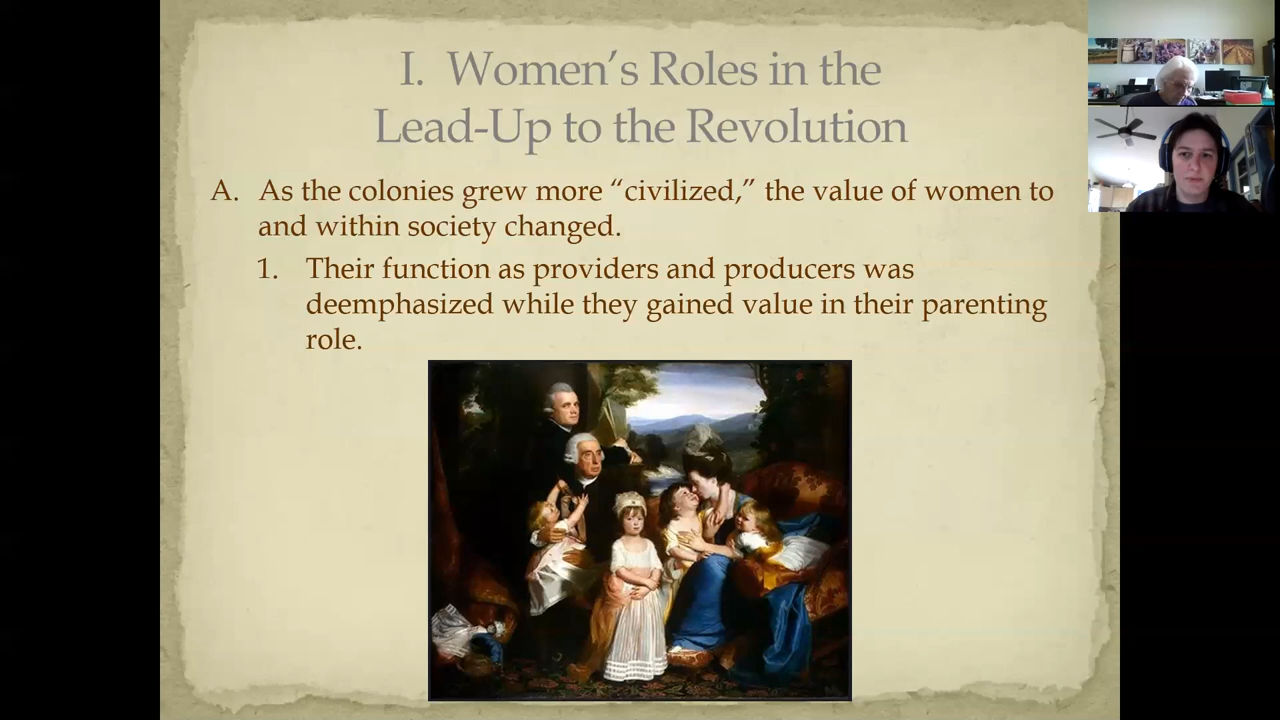 I. Women’s Roles in the
Lead-Up to the Revolution
A. As the colonies grew more “civilized,” the value of women to
and within society changed.
1. Their function as providers and producers was
deemphasized while they gained value in their parenting
role.